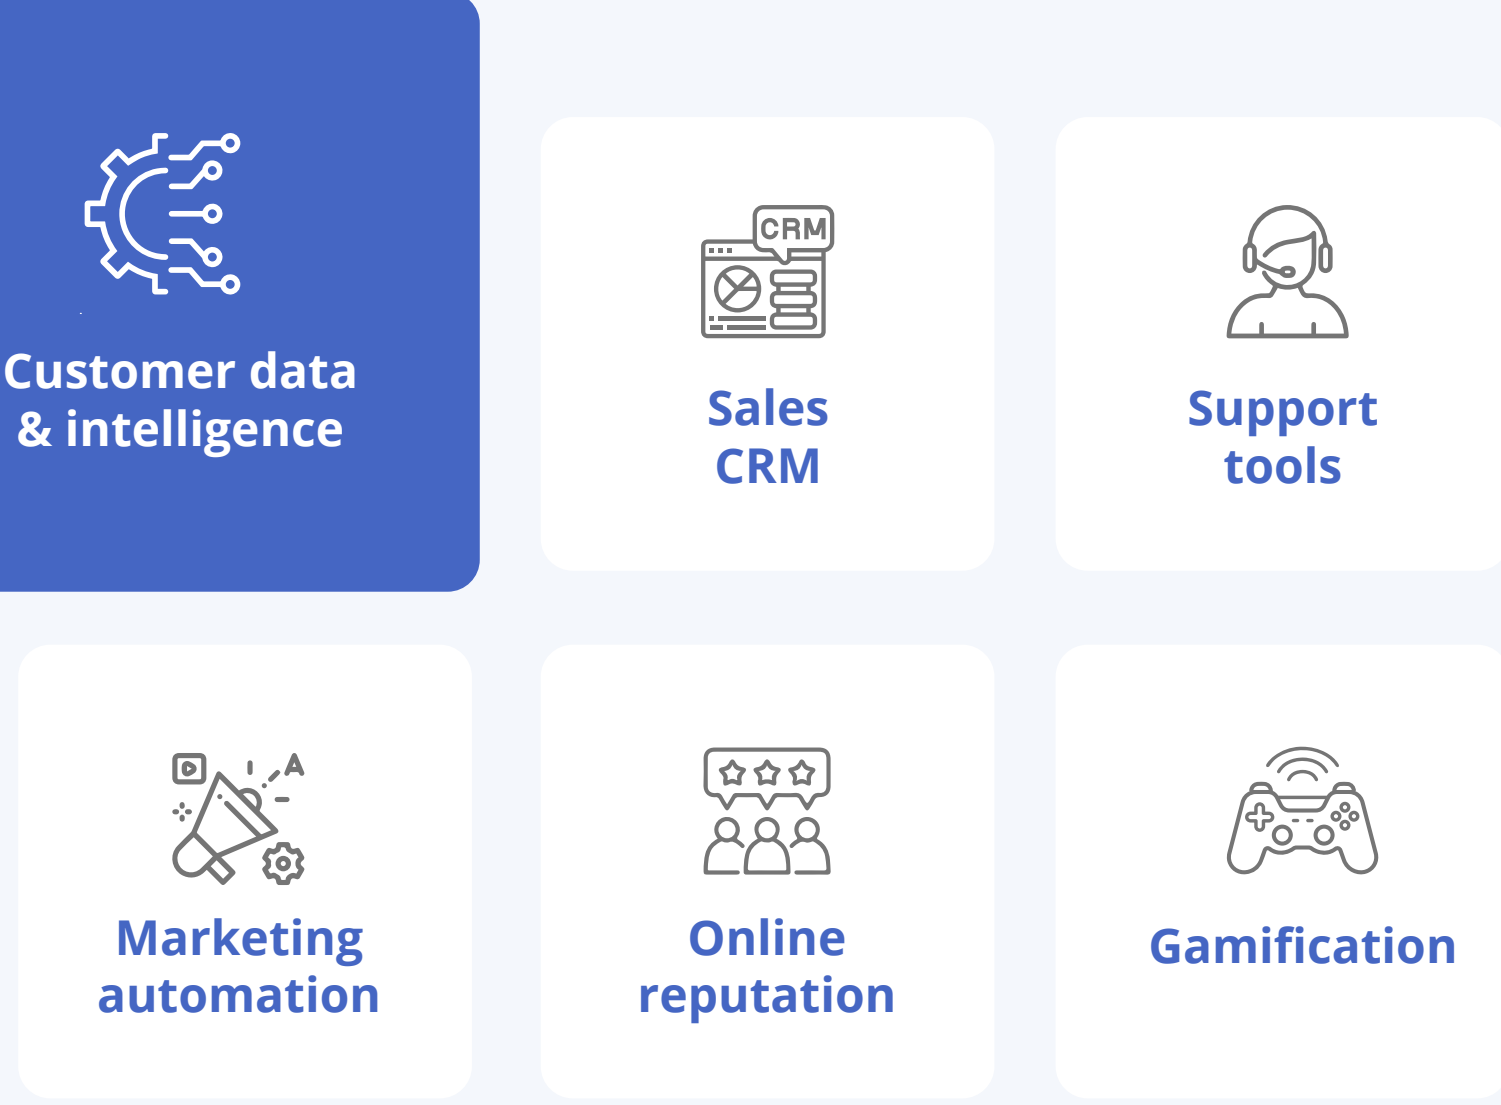 Customer data
& intelligence
CRM
Sales
CRM
Support
tools
A
Marketing
automation
Online
reputation
Gamification